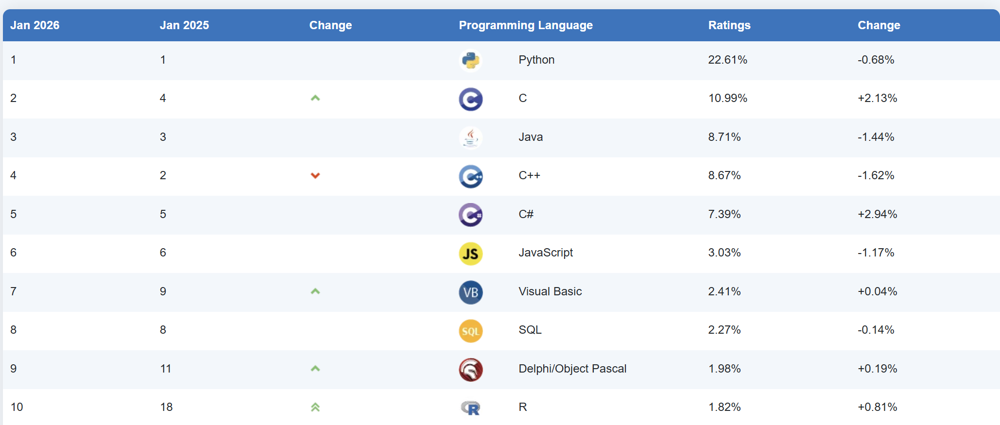 Jan 2026 Jan 2025 Change Programming Language Ratings Change
1 1 Python 22.61% -0.68%
2 4 C C 10.99% +2.13%
3 3 Java 8.71% -1.44%
4 2 C++ C++ 8.67% -1.62%
5 5 C# C# 7.39% +2.94%
6 6 JS JavaScript 3.03% -1.17%
7 9 VB Visual Basic 2.41% +0.04%
8 8 SQL SQL 2.27% -0.14%
9 11 Delphi/Object Pascal 1.98% +0.19%
10 18 R R 1.82% +0.81%